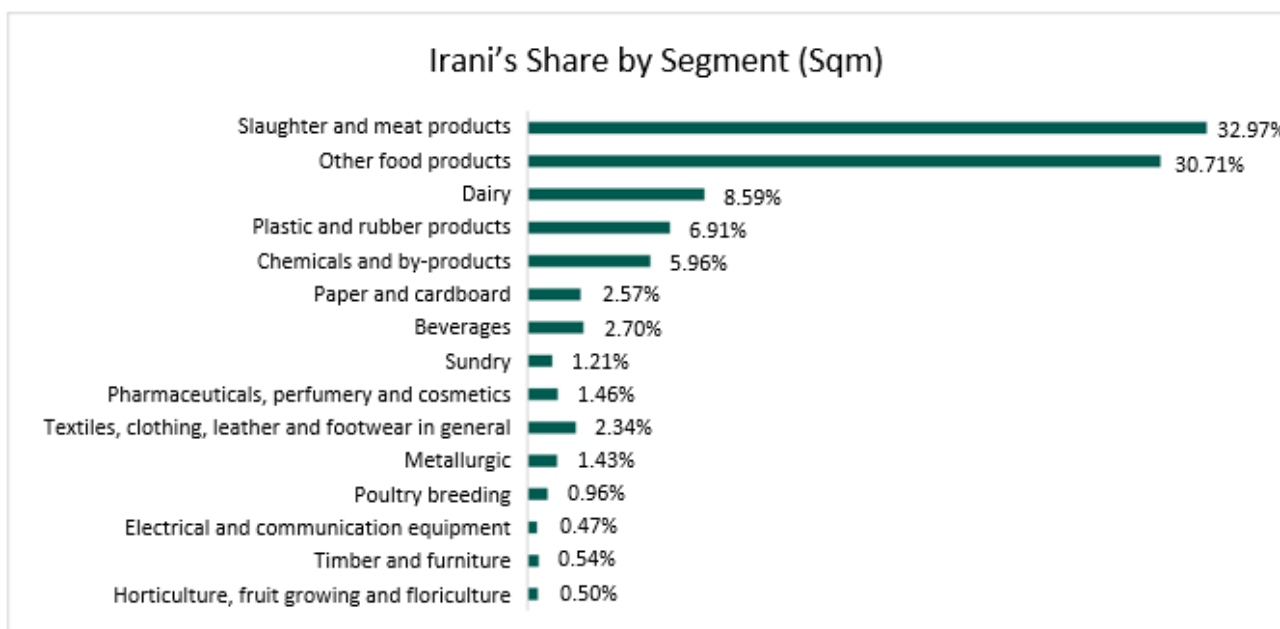 Irani’s Share by Segment (Sqm)
Slaughter and meat products 32.97%
Other food products 30.71%
Dairy 8.59%
Plastic and rubber products 6.91%
Chemicals and by-products 5.96%
Paper and cardboard 2.57%
Beverages 2.70%
Sundry 1.21%
Pharmaceuticals, perfumery and cosmetics 1.46%
Textiles, clothing, leather and footwear in general 2.34%
Metallurgic 1.43%
Poultry breeding 0.96%
Electrical and communication equipment 0.47%
Timber and furniture 0.54%
Horticulture, fruit growing and floriculture 0.50%